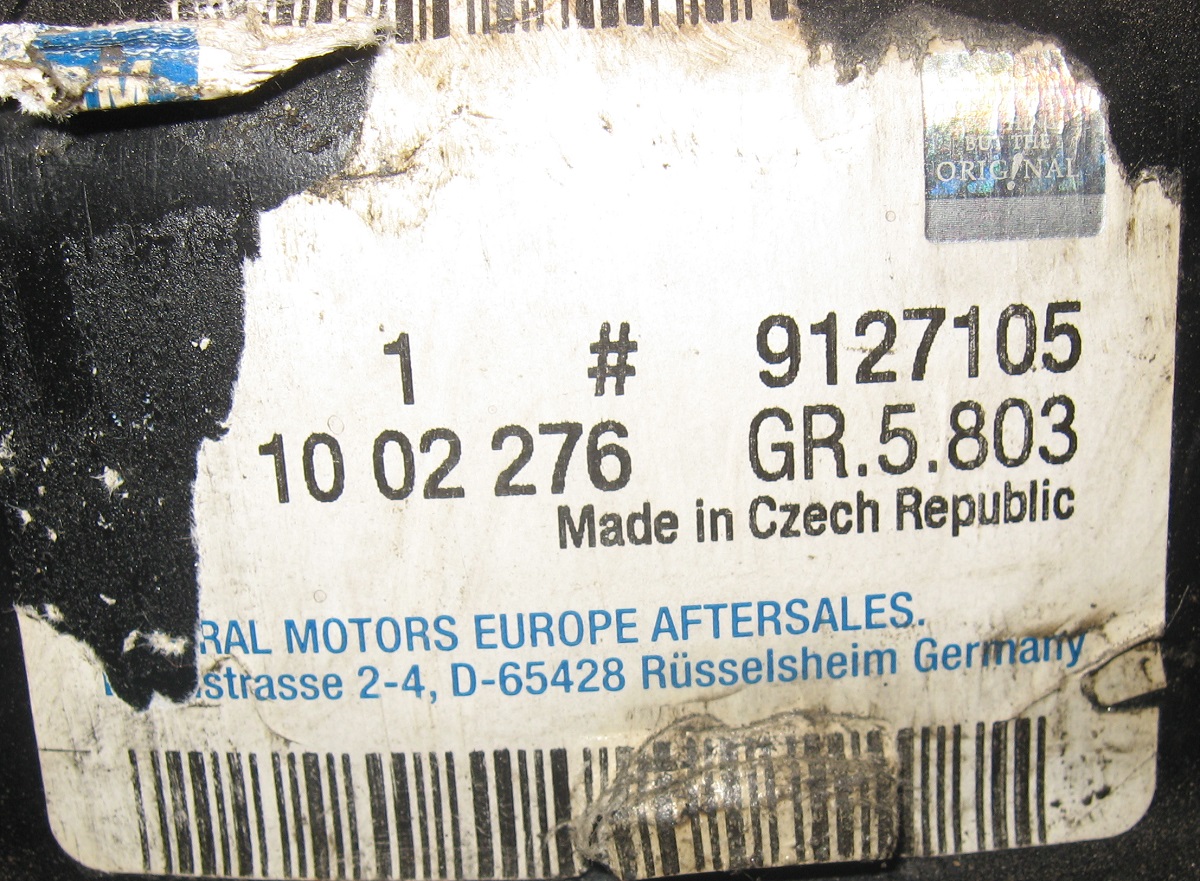 BUT THE
ORIG!NAL
1 # 9127105
10 02 276 GR.5.803
Made in Czech Republic
RAL MOTORS EUROPE AFTERSALES.
strasse 2-4, D-65428 Rüsselsheim Germany